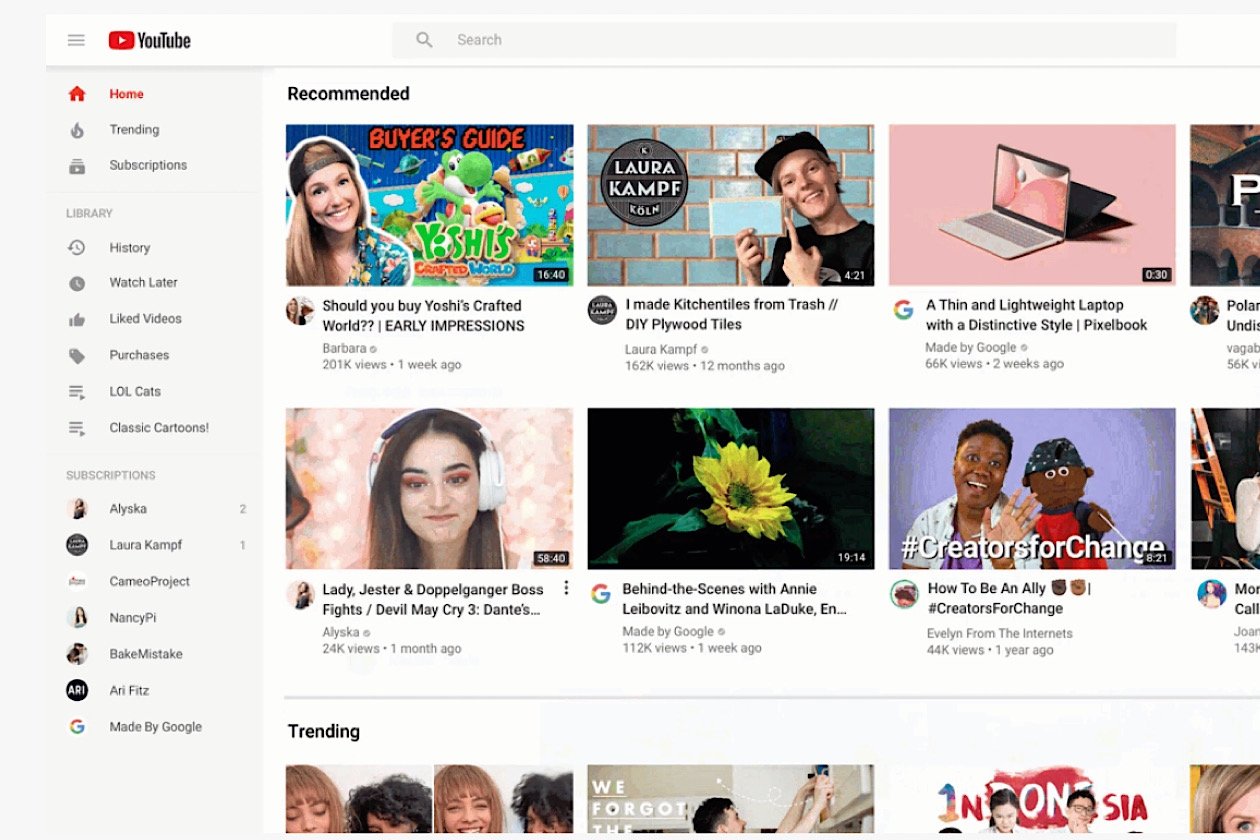 YouTube
Search
Home
Trending
Subscriptions
LIBRARY
History
Watch Later
Liked Videos
Purchases
LOL Cats
Classic Cartoons!
SUBSCRIPTIONS
Alyska 2
Laura Kampf 1
CameoProject
NancyPi
BakeMistake
ARI
Ari Fitz
Made By Google
Recommended
BUYER'S GUIDE
YOSHI'S
CRAFTED WORLD
16:40
Should you buy Yoshi's Crafted
World?? | EARLY IMPRESSIONS
Barbara
201K views • 1 week ago
K
LAURA
KAMPF
KÖLN
4:21
I made Kitchentiles from Trash //
DIY Plywood Tiles
Laura Kampf
162K views • 12 months ago
0:30
A Thin and Lightweight Laptop
with a Distinctive Style | Pixelbook
Made by Google
66K views • 2 weeks ago
P
Polar
Undis
vagab
56K vi
58:40
Lady, Jester & Doppelganger Boss
Fights / Devil May Cry 3: Dante's...
Alyska
24K views • 1 month ago
19:14
Behind-the-Scenes with Annie
Leibovitz and Winona LaDuke, En...
Made by Google
112K views • 1 week ago
#CreatorsforChange
8:21
How To Be An Ally ✊🏿✊🏾|
#CreatorsForChange
Evelyn From The Internets
44K views • 1 year ago
Mor
Call
Joan
143K
Trending
WE
FORGOT
THE
1NDONESIA